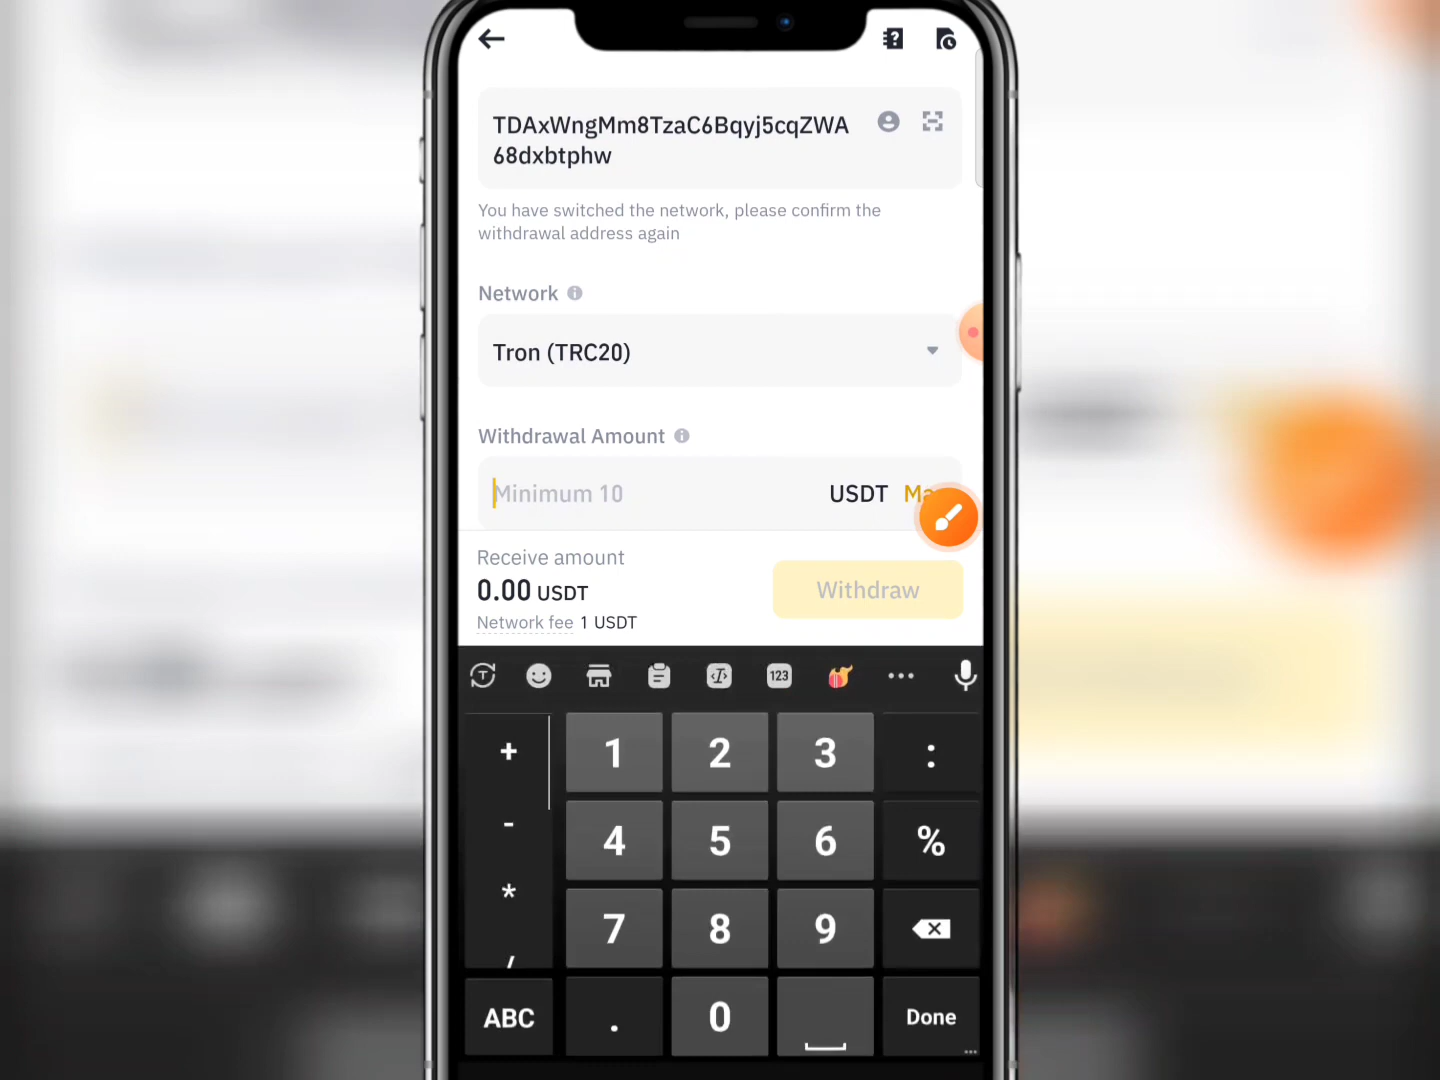 TDAxWngMm8TzaC6Bqyj5cqZWA
68dxbtphw
You have switched the network, please confirm the
withdrawal address again
Network
Tron (TRC20)
Withdrawal Amount
Minimum 10 USDT Ma
Receive amount
0.00 USDT
Withdraw
Network fee 1 USDT
123
+ 1 2 3 :
- 4 5 6 %
* 7 8 9
/
ABC . 0 Done